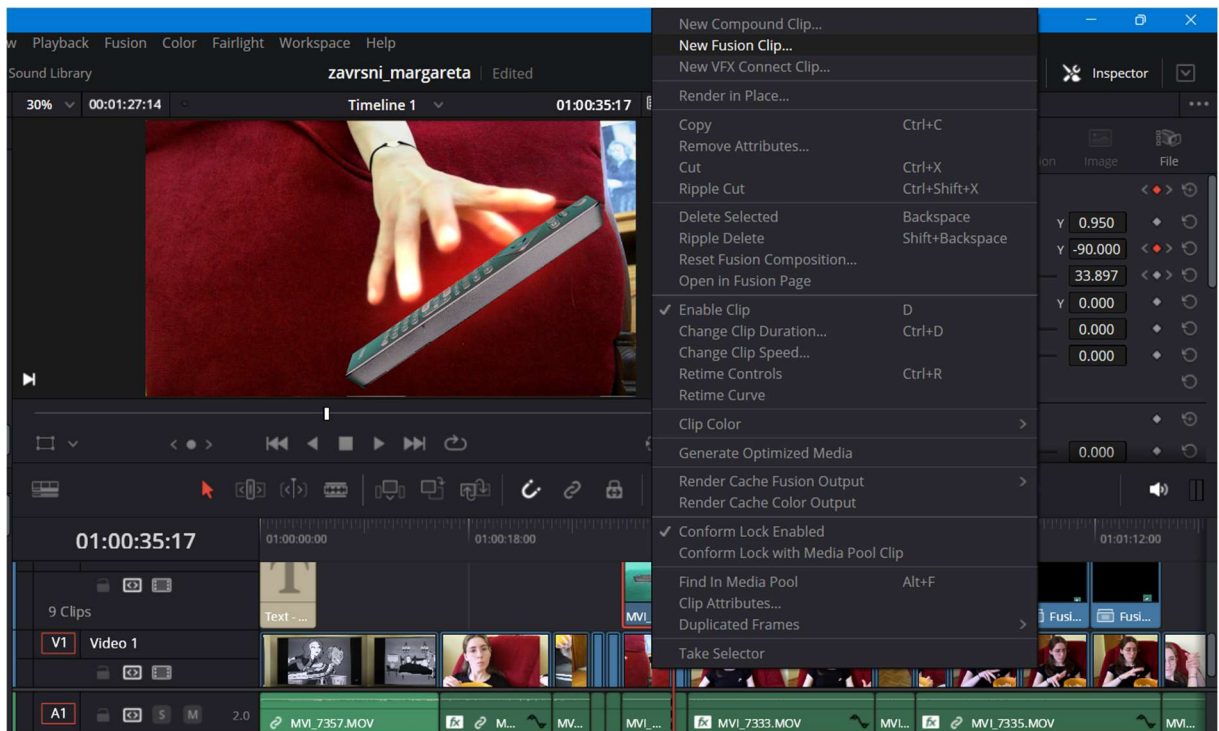 w Playback Fusion Color Fairlight Workspace Help
Sound Library
zavrsni_margareta Edited
Inspector
30% 00:01:27:14
Timeline 1
01:00:35:17
New Compound Clip...
New Fusion Clip...
New VFX Connect Clip...
Render in Place...
Copy Ctrl+C
Remove Attributes...
Cut Ctrl+X
Ripple Cut Ctrl+Shift+X
Delete Selected Backspace
Ripple Delete Shift+Backspace
Reset Fusion Composition...
Open in Fusion Page
Enable Clip D
Change Clip Duration... Ctrl+D
Change Clip Speed...
Retime Controls Ctrl+R
Retime Curve
Clip Color
Generate Optimized Media
Render Cache Fusion Output
Render Cache Color Output
Conform Lock Enabled
Conform Lock with Media Pool Clip
Find In Media Pool Alt+F
Clip Attributes...
Duplicated Frames
Take Selector
ion Image File
Y 0.950
Y -90.000
33.897
Y 0.000
0.000
0.000
0.000
01:00:35:17
01:00:00:00 01:00:18:00 01:01:12:00
9 Clips
Text - ... MVI_ Fusi... Fusi...
V1 Video 1
A1 S M 2.0
MVI_7357.MOV fx M... MV... MVI_... fx MVI_7333.MOV MVI... fx MVI_7335.MOV MVI...